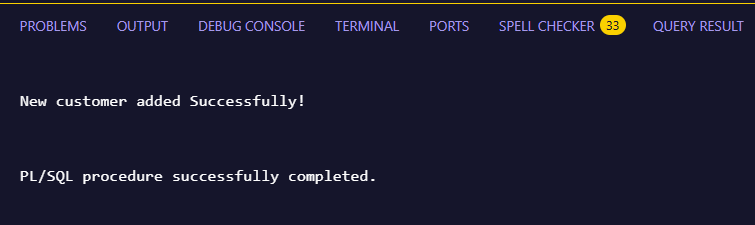 PROBLEMS OUTPUT DEBUG CONSOLE TERMINAL PORTS SPELL CHECKER 33 QUERY RESULT
New customer added Successfully!
PL/SQL procedure successfully completed.